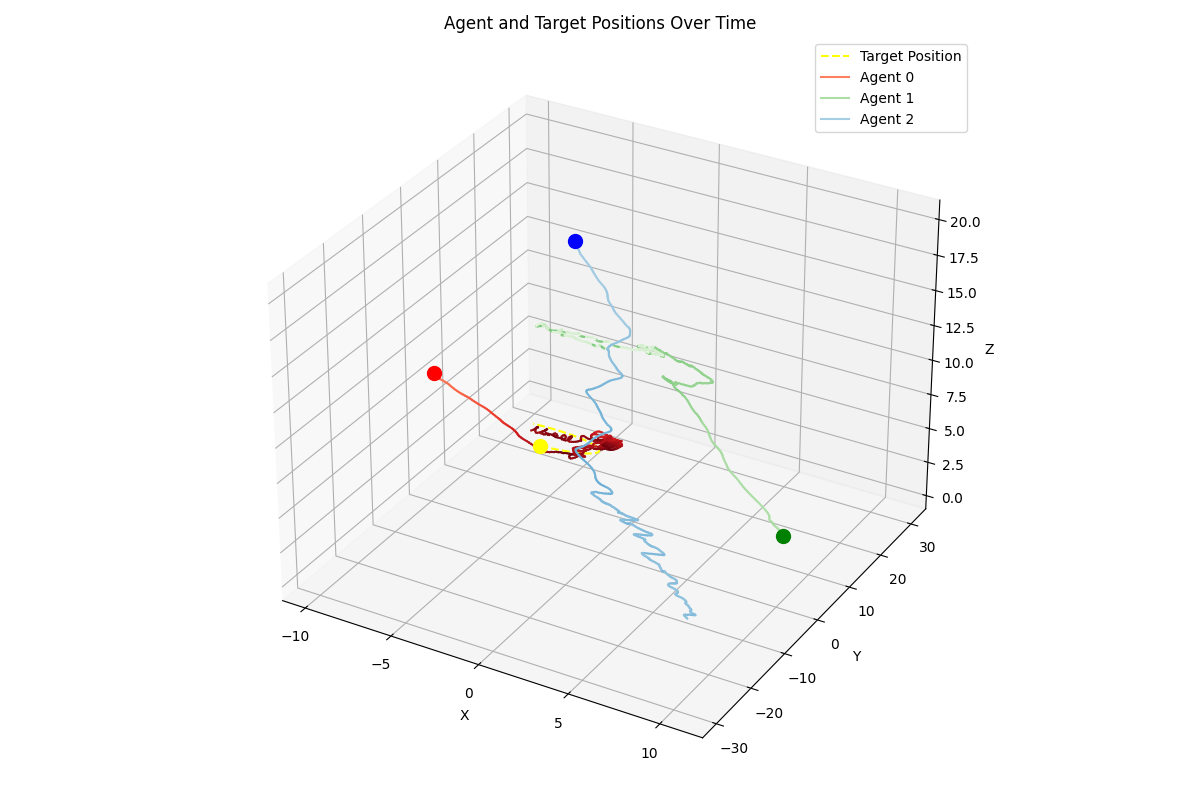 Agent and Target Positions Over Time
Target Position
Agent 0
Agent 1
Agent 2
20.0
17.5
15.0
12.5
10.0
7.5
5.0
2.5
0.0
Z
30
20
10
0
−10
−20
−30
Y
−10
−5
0
5
10
X